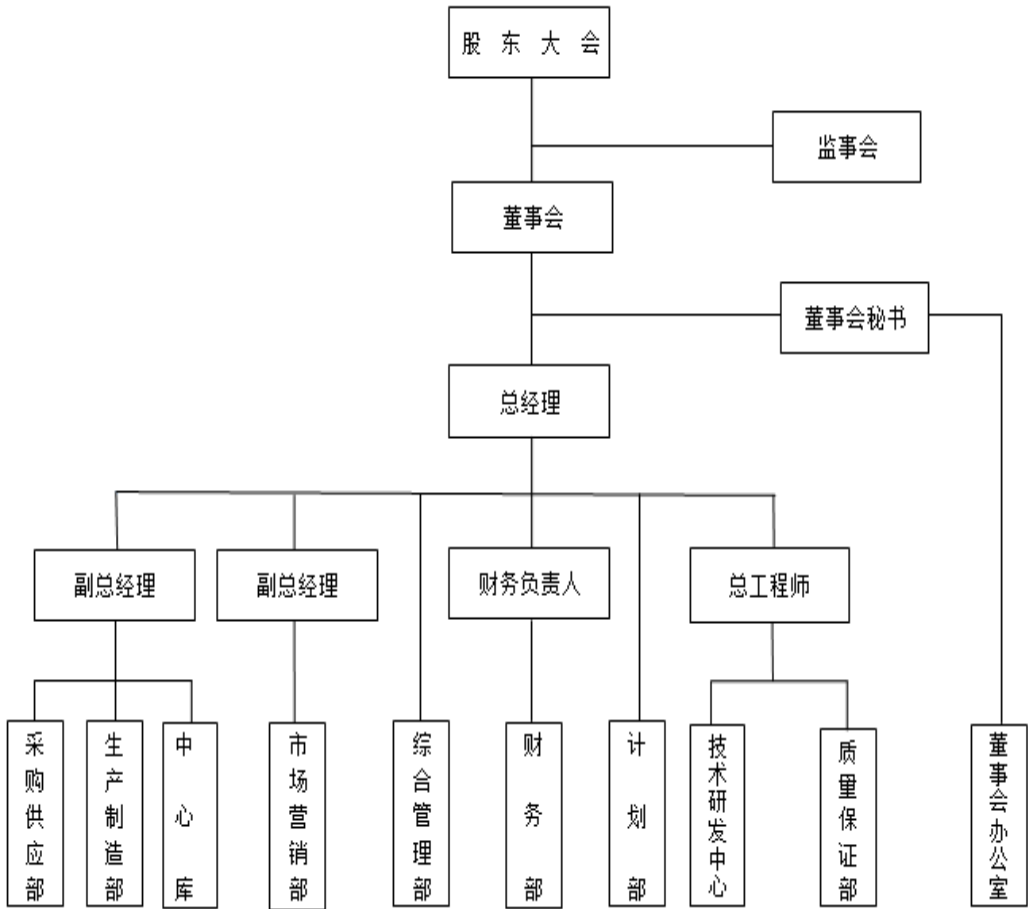 股东大会
监事会
董事会
董事会秘书
总经理
副总经理
副总经理
财务负责人
总工程师
采购供应部
生产制造部
中心库
市场营销部
综合管理部
财务部
计划部
技术研发中心
质量保证部
董事会办公室